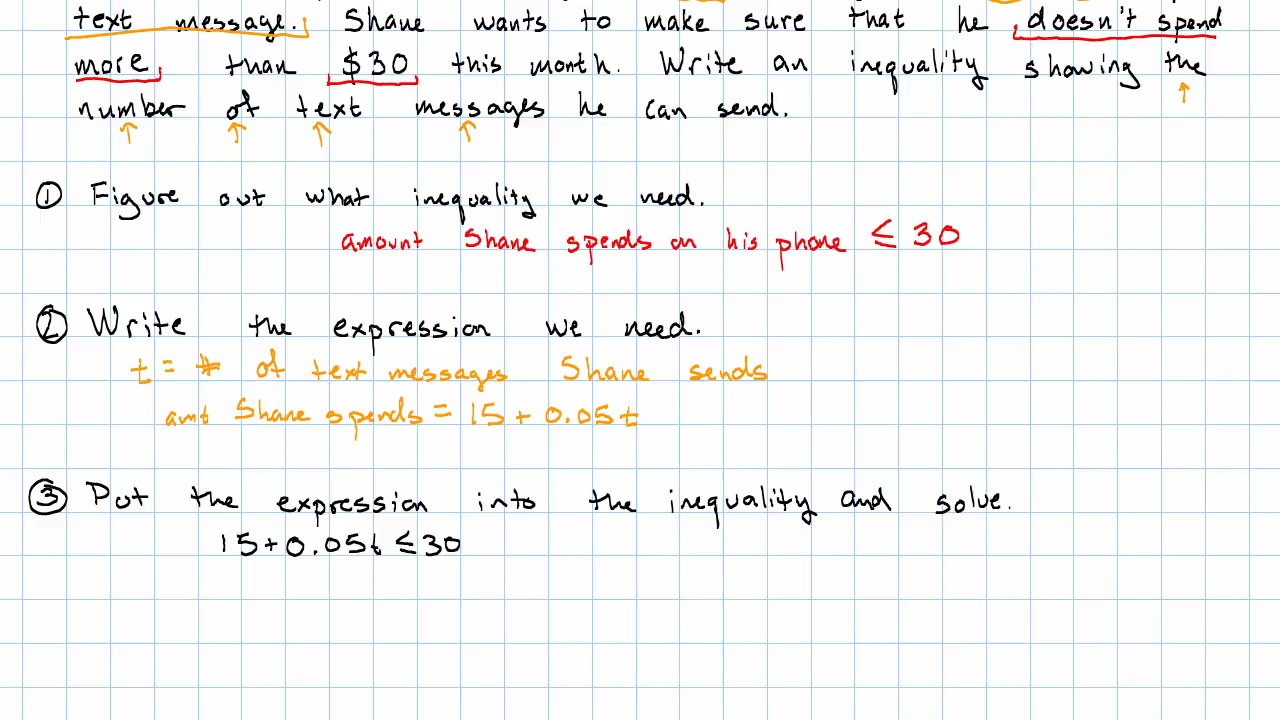 text message. Shane wants to make sure that he doesn't spend
more than $30 this month. Write an inequality showing the
number of text messages he can send.
① Figure out what inequality we need.
amount Shane spends on his phone ≤ 30
② Write the expression we need.
t = # of text messages Shane sends
amt Shane spends = 15 + 0.05t
③ Put the expression into the inequality and solve.
15+0.05t ≤ 30